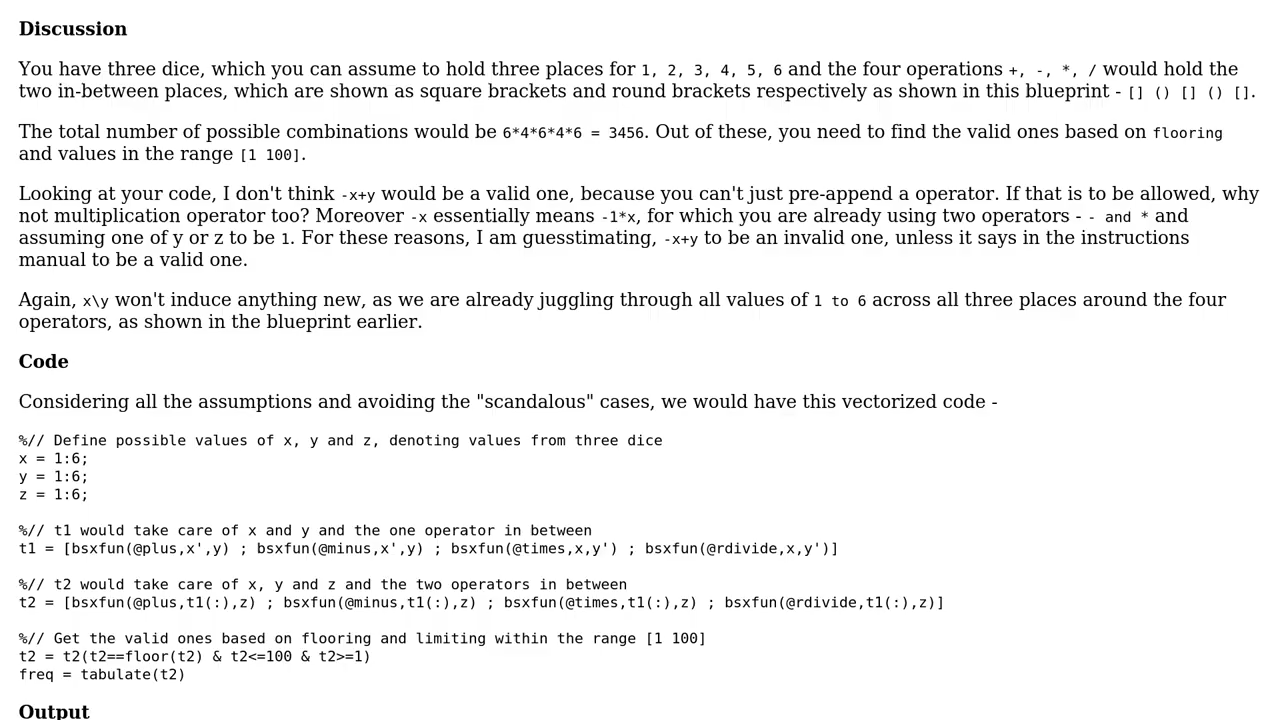 Discussion
You have three dice, which you can assume to hold three places for 1, 2, 3, 4, 5, 6 and the four operations +, -, *, / would hold the
two in-between places, which are shown as square brackets and round brackets respectively as shown in this blueprint - [] () [] () [].
The total number of possible combinations would be 6*4*6*4*6 = 3456. Out of these, you need to find the valid ones based on flooring
and values in the range [1 100].
Looking at your code, I don't think -x+y would be a valid one, because you can't just pre-append a operator. If that is to be allowed, why
not multiplication operator too? Moreover -x essentially means -1*x, for which you are already using two operators - - and * and
assuming one of y or z to be 1. For these reasons, I am guesstimating, -x+y to be an invalid one, unless it says in the instructions
manual to be a valid one.
Again, x\y won't induce anything new, as we are already juggling through all values of 1 to 6 across all three places around the four
operators, as shown in the blueprint earlier.
Code
Considering all the assumptions and avoiding the "scandalous" cases, we would have this vectorized code -
%// Define possible values of x, y and z, denoting values from three dice
x = 1:6;
y = 1:6;
z = 1:6;
%// t1 would take care of x and y and the one operator in between
t1 = [bsxfun(@plus,x',y) ; bsxfun(@minus,x',y) ; bsxfun(@times,x,y') ; bsxfun(@rdivide,x,y')]
%// t2 would take care of x, y and z and the two operators in between
t2 = [bsxfun(@plus,t1(:),z) ; bsxfun(@minus,t1(:),z) ; bsxfun(@times,t1(:),z) ; bsxfun(@rdivide,t1(:),z)]
%// Get the valid ones based on flooring and limiting within the range [1 100]
t2 = t2(t2==floor(t2) & t2<=100 & t2>=1)
freq = tabulate(t2)
Output